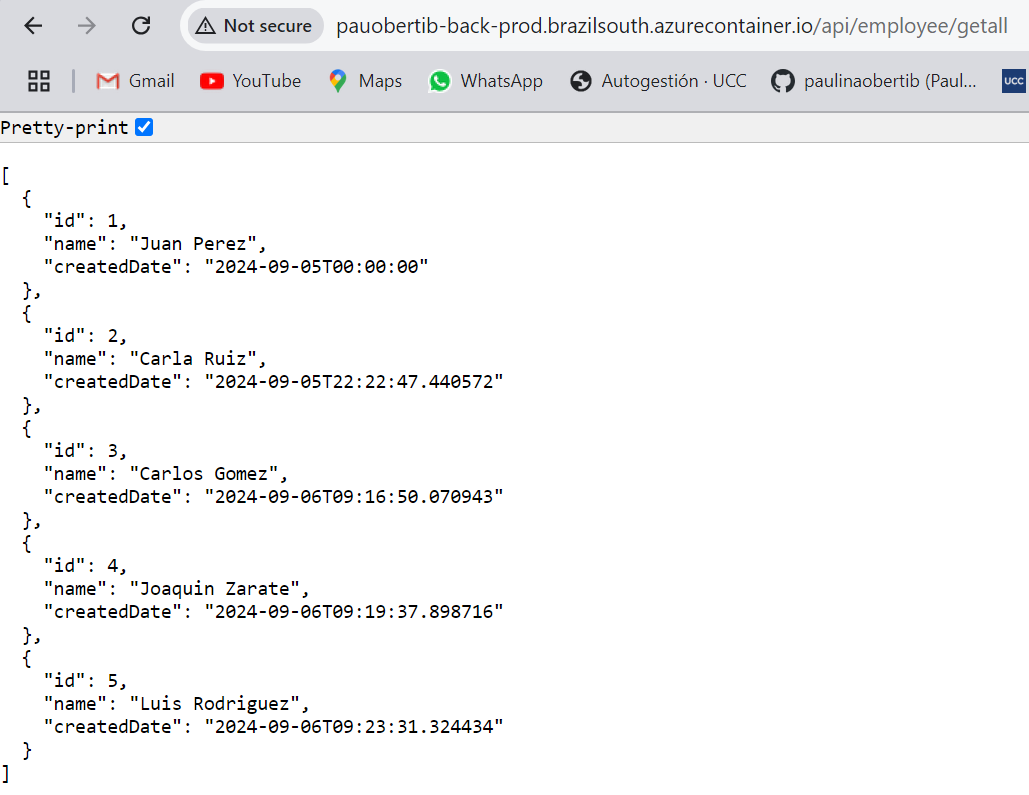 Not secure pauobertib-back-prod.brazilsouth.azurecontainer.io/api/employee/getall
Gmail YouTube Maps WhatsApp Autogestión · UCC paulinaobertib (Paul... UCC
Pretty-print
[
  {
    "id": 1,
    "name": "Juan Perez",
    "createdDate": "2024-09-05T00:00:00"
  },
  {
    "id": 2,
    "name": "Carla Ruiz",
    "createdDate": "2024-09-05T22:22:47.440572"
  },
  {
    "id": 3,
    "name": "Carlos Gomez",
    "createdDate": "2024-09-06T09:16:50.070943"
  },
  {
    "id": 4,
    "name": "Joaquin Zarate",
    "createdDate": "2024-09-06T09:19:37.898716"
  },
  {
    "id": 5,
    "name": "Luis Rodriguez",
    "createdDate": "2024-09-06T09:23:31.324434"
  }
]